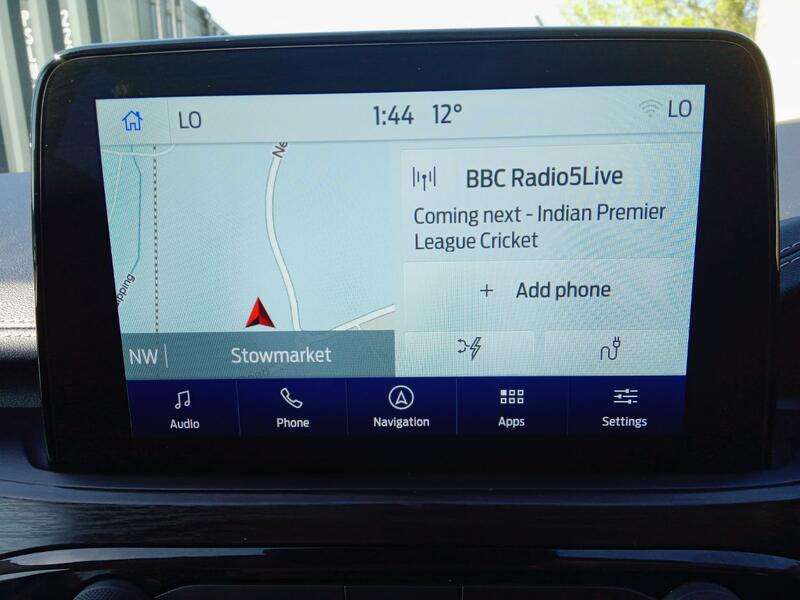 LO
1:44 12°
LO
Ne
BBC Radio5Live
Coming next - Indian Premier
League Cricket
+ Add phone
NW
Stowmarket
Audio
Phone
Navigation
Apps
Settings